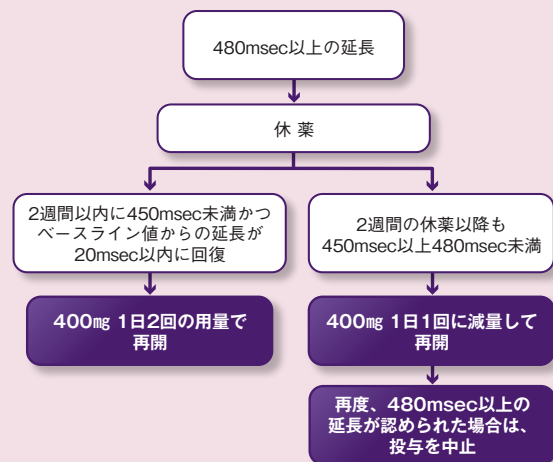 480msec以上の延長
休 薬
2週間以内に450msec未満かつ
ベースライン値からの延長が
20msec以内に回復
2週間の休薬以降も
450msec以上480msec未満
400㎎ 1日2回の用量で
再開
400㎎ 1日1回に減量して
再開
再度、480msec以上の
延長が認められた場合は、
投与を中止